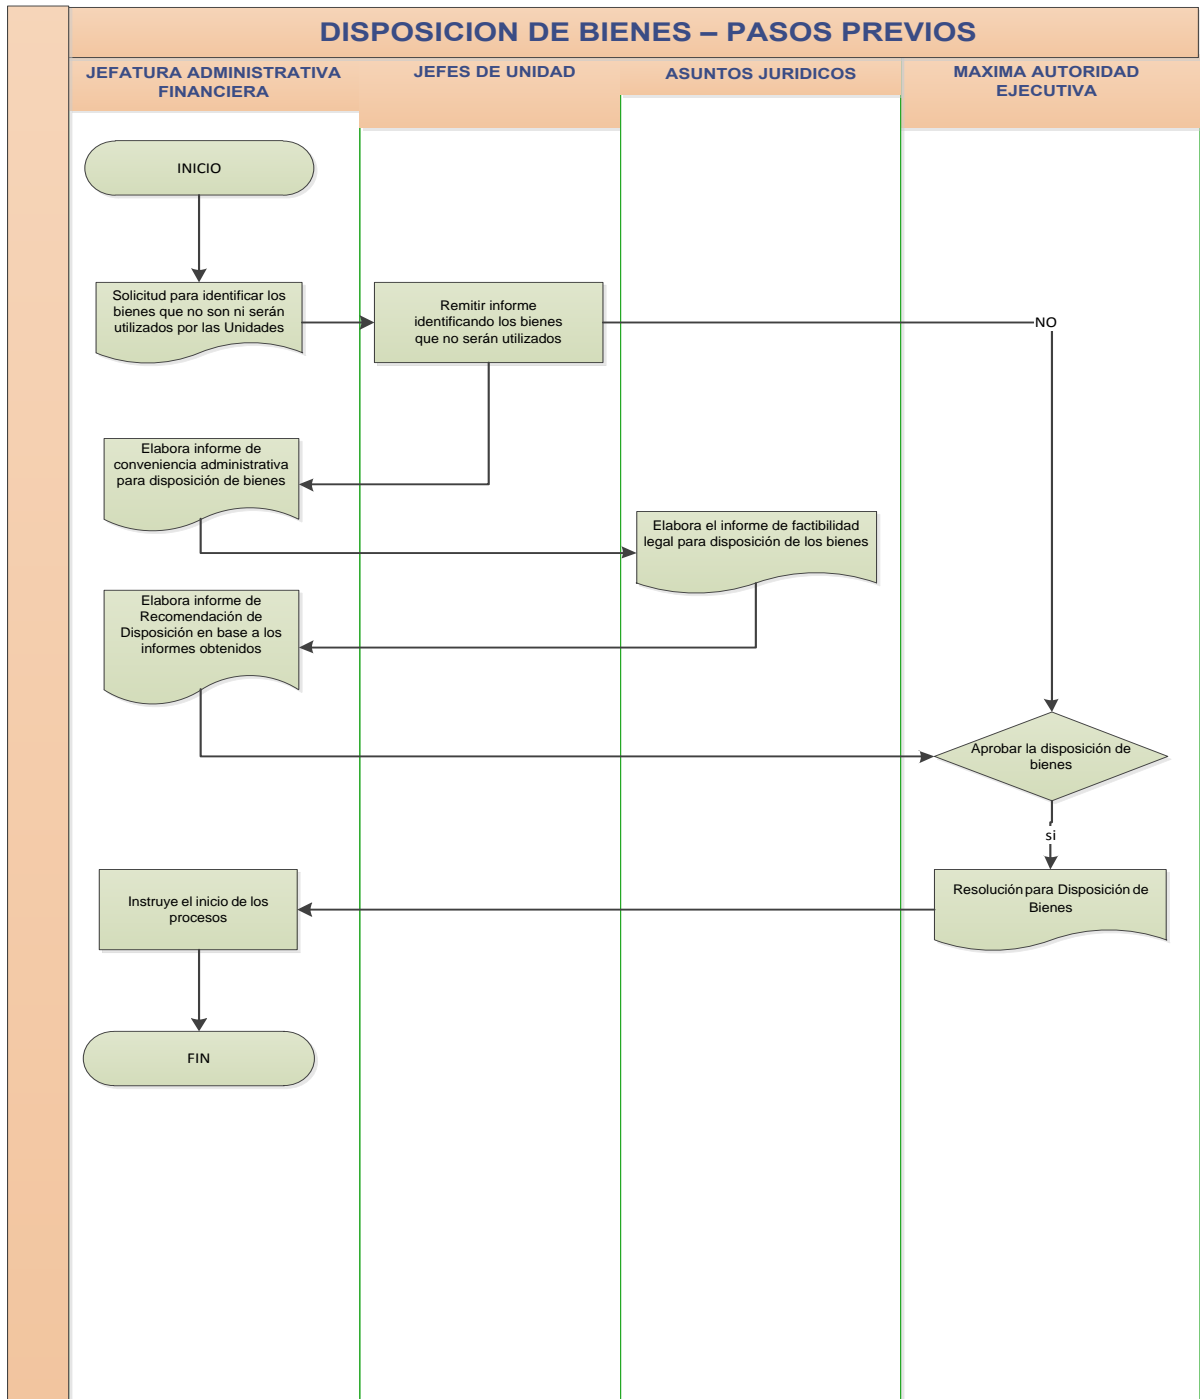 DISPOSICION DE BIENES – PASOS PREVIOS
JEFATURA ADMINISTRATIVA
FINANCIERA
JEFES DE UNIDAD
ASUNTOS JURIDICOS
MAXIMA AUTORIDAD
EJECUTIVA
INICIO
Solicitud para identificar los
bienes que no son ni serán
utilizados por las Unidades
Remitir informe
identificando los bienes
que no serán utilizados
NO
Elabora informe de
conveniencia administrativa
para disposición de bienes
Elabora el informe de factibilidad
legal para disposición de los bienes
Elabora informe de
Recomendación de
Disposición en base a los
informes obtenidos
Aprobar la disposición de
bienes
si
Resolución para Disposición de
Bienes
Instruye el inicio de los
procesos
FIN